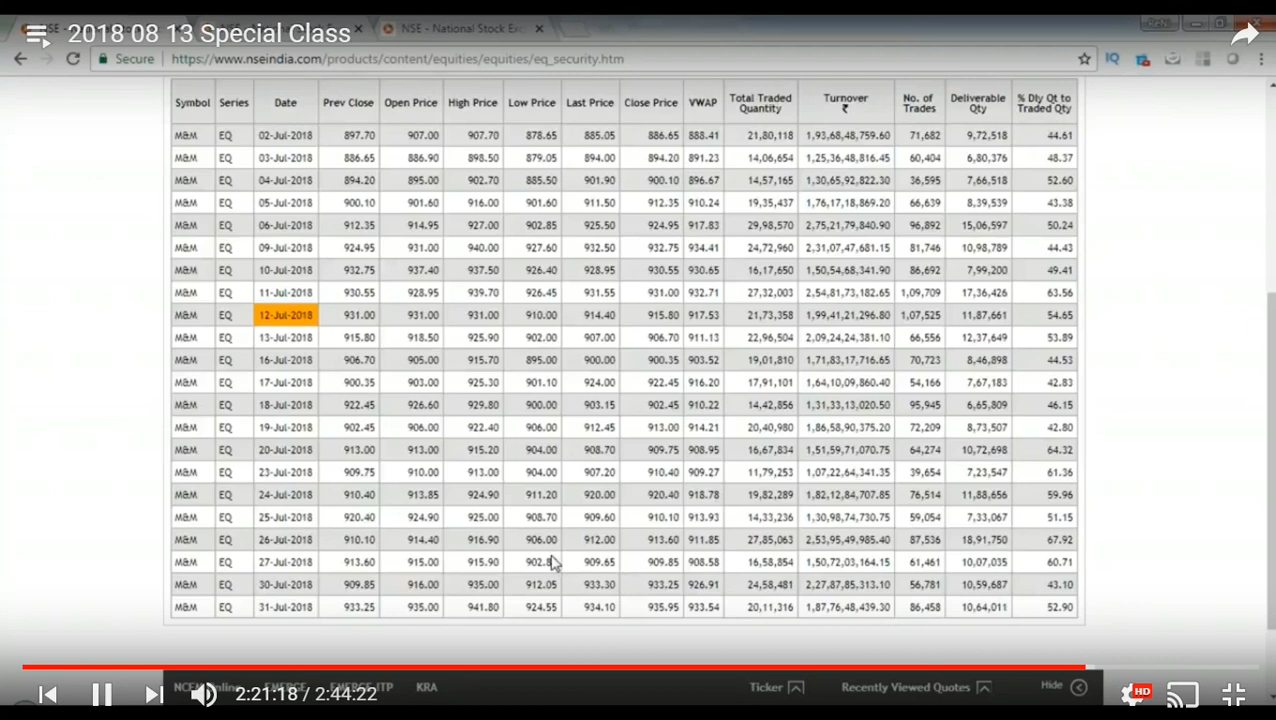 NSE - National Stock Exc
2018 08 13 Special Class
Secure https://www.nseindia.com/products/content/equities/equities/eq_security.htm
Symbol Series Date Prev Close Open Price High Price Low Price Last Price Close Price VWAP Total Traded Quantity Turnover ₹ No. of Trades Deliverable Qty % Dly Qt to Traded Qty
M&M EQ 02-Jul-2018 897.70 907.00 907.70 878.65 885.05 886.65 888.41 21,80,118 1,93,68,48,759.60 71,682 9,72,518 44.61
M&M EQ 03-Jul-2018 886.65 886.90 898.50 879.05 894.00 894.20 891.23 14,06,654 1,25,36,48,816.45 60,404 6,80,376 48.37
M&M EQ 04-Jul-2018 894.20 895.00 902.70 885.50 901.90 900.10 896.67 14,57,165 1,30,65,92,822.30 36,595 7,66,518 52.60
M&M EQ 05-Jul-2018 900.10 901.60 916.00 901.60 911.50 912.35 910.24 19,35,437 1,76,17,18,869.20 66,639 8,39,539 43.38
M&M EQ 06-Jul-2018 912.35 914.95 927.00 902.85 925.50 924.95 917.83 29,98,570 2,75,21,79,840.90 96,892 15,06,597 50.24
M&M EQ 09-Jul-2018 924.95 931.00 940.00 927.60 932.50 932.75 934.41 24,72,960 2,31,07,47,681.15 81,746 10,98,789 44.43
M&M EQ 10-Jul-2018 932.75 937.40 937.50 926.40 928.95 930.55 930.65 16,17,650 1,50,54,68,341.90 86,692 7,99,200 49.41
M&M EQ 11-Jul-2018 930.55 928.95 939.70 926.45 931.55 931.00 932.71 27,32,003 2,54,81,73,182.65 1,09,709 17,36,426 63.56
M&M EQ 12-Jul-2018 931.00 931.00 931.00 910.00 914.40 915.80 917.53 21,73,358 1,99,41,21,296.80 1,07,525 11,87,661 54.65
M&M EQ 13-Jul-2018 915.80 918.50 925.90 902.00 907.00 906.70 911.13 22,96,504 2,09,24,24,381.10 66,556 12,37,649 53.89
M&M EQ 16-Jul-2018 906.70 905.00 915.70 895.00 900.00 900.35 903.52 19,01,810 1,71,83,17,716.65 70,723 8,46,898 44.53
M&M EQ 17-Jul-2018 900.35 903.00 925.30 901.10 924.00 922.45 916.20 17,91,101 1,64,10,09,860.40 54,166 7,67,183 42.83
M&M EQ 18-Jul-2018 922.45 926.60 929.80 900.00 903.15 902.45 910.22 14,42,856 1,31,33,13,020.50 95,945 6,65,809 46.15
M&M EQ 19-Jul-2018 902.45 906.00 922.40 906.00 912.45 913.00 914.21 20,40,980 1,86,58,90,375.20 72,209 8,73,507 42.80
M&M EQ 20-Jul-2018 913.00 913.00 915.20 904.00 908.70 909.75 908.95 16,67,834 1,51,59,71,070.75 64,274 10,72,698 64.32
M&M EQ 23-Jul-2018 909.75 910.00 913.00 904.00 907.20 910.40 909.27 11,79,253 1,07,22,64,341.35 39,654 7,23,547 61.36
M&M EQ 24-Jul-2018 910.40 913.85 924.90 911.20 920.00 920.40 918.78 19,82,289 1,82,12,84,707.85 76,514 11,88,656 59.96
M&M EQ 25-Jul-2018 920.40 924.90 925.00 908.70 909.60 910.10 913.93 14,33,236 1,30,98,74,730.75 59,054 7,33,067 51.15
M&M EQ 26-Jul-2018 910.10 914.40 916.90 906.00 912.00 913.60 911.85 27,85,063 2,53,95,49,985.40 87,536 18,91,750 67.92
M&M EQ 27-Jul-2018 913.60 915.00 915.90 909.65 909.85 908.58 16,58,854 1,50,72,03,164.15 61,461 10,07,035 60.71
M&M EQ 30-Jul-2018 909.85 916.00 935.00 912.05 933.30 933.25 926.91 24,58,481 2,27,87,85,313.10 56,781 10,59,687 43.10
M&M EQ 31-Jul-2018 933.25 935.00 941.80 924.55 934.10 935.95 933.54 20,11,316 1,87,76,48,439.30 86,458 10,64,011 52.90
KRA Ticker Recently Viewed Quotes Hide
2:21:18 / 2:44:22 HD